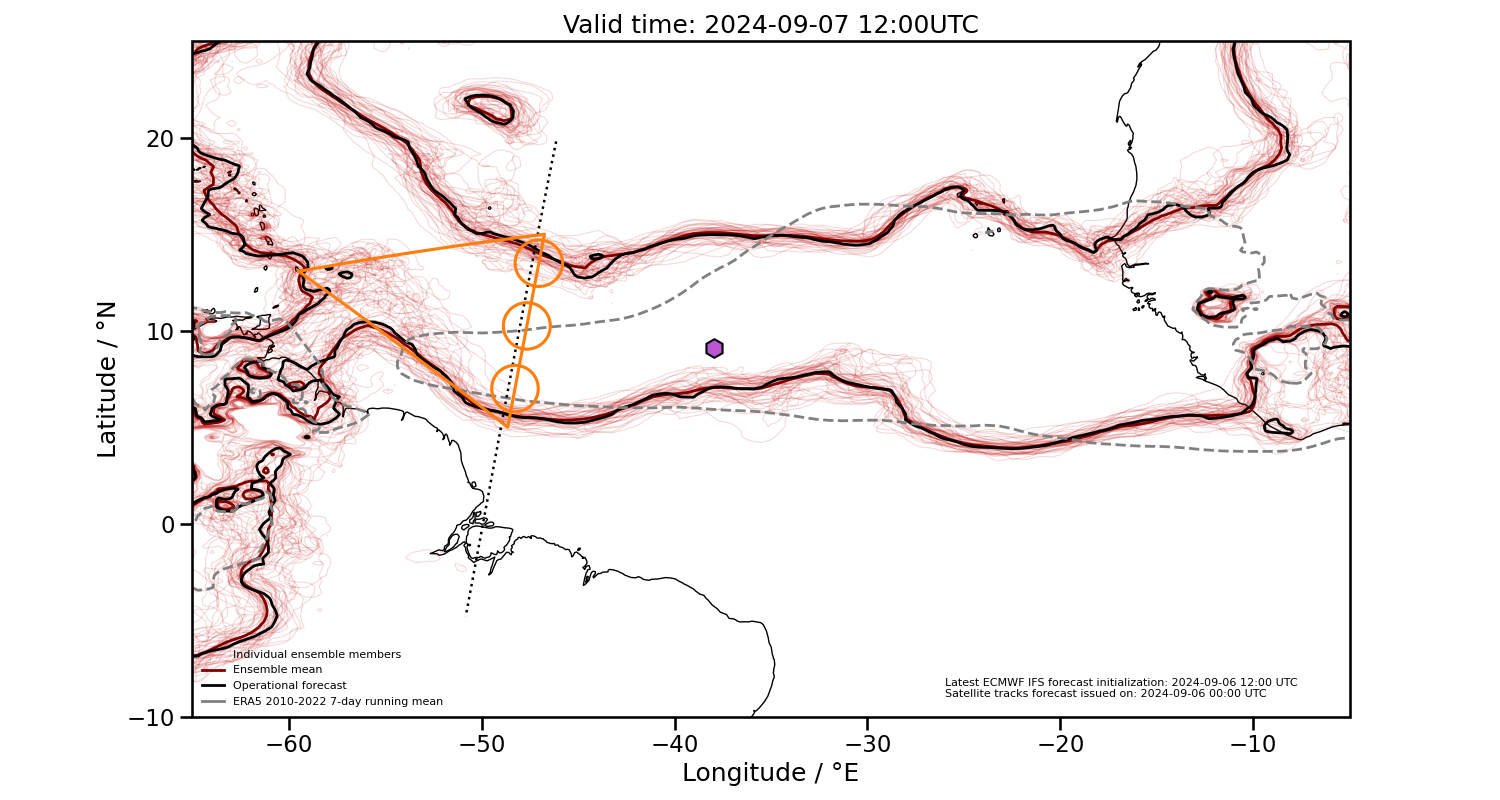 Valid time: 2024-09-07 12:00UTC
20
10
0
−10
Latitude / °N
−60
−50
−40
−30
−20
−10
Longitude / °E
Individual ensemble members
Ensemble mean
Operational forecast
ERA5 2010-2022 7-day running mean
Latest ECMWF IFS forecast initialization: 2024-09-06 12:00 UTC
Satellite tracks forecast issued on: 2024-09-06 00:00 UTC